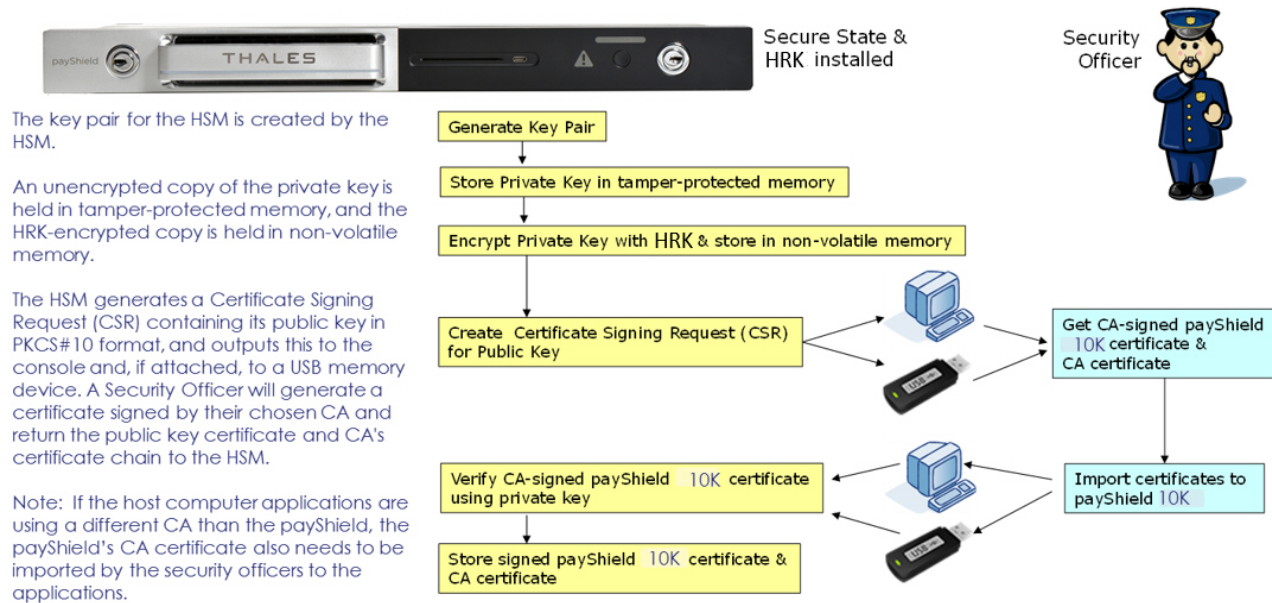 payShield
THALES
Secure State &
HRK installed
Security
Officer
The key pair for the HSM is created by the
HSM.
An unencrypted copy of the private key is
held in tamper-protected memory, and the
HRK-encrypted copy is held in non-volatile
memory.
The HSM generates a Certificate Signing
Request (CSR) containing its public key in
PKCS#10 format, and outputs this to the
console and, if attached, to a USB memory
device. A Security Officer will generate a
certificate signed by their chosen CA and
return the public key certificate and CA's
certificate chain to the HSM.
Note: If the host computer applications are
using a different CA than the payShield, the
payShield's CA certificate also needs to be
imported by the security officers to the
applications.
Generate Key Pair
Store Private Key in tamper-protected memory
Encrypt Private Key with HRK & store in non-volatile memory
Create Certificate Signing Request (CSR)
for Public Key
USB
Get CA-signed payShield
10K certificate &
CA certificate
Import certificates to
payShield 10K
USB
Verify CA-signed payShield 10K certificate
using private key
Store signed payShield 10K certificate &
CA certificate